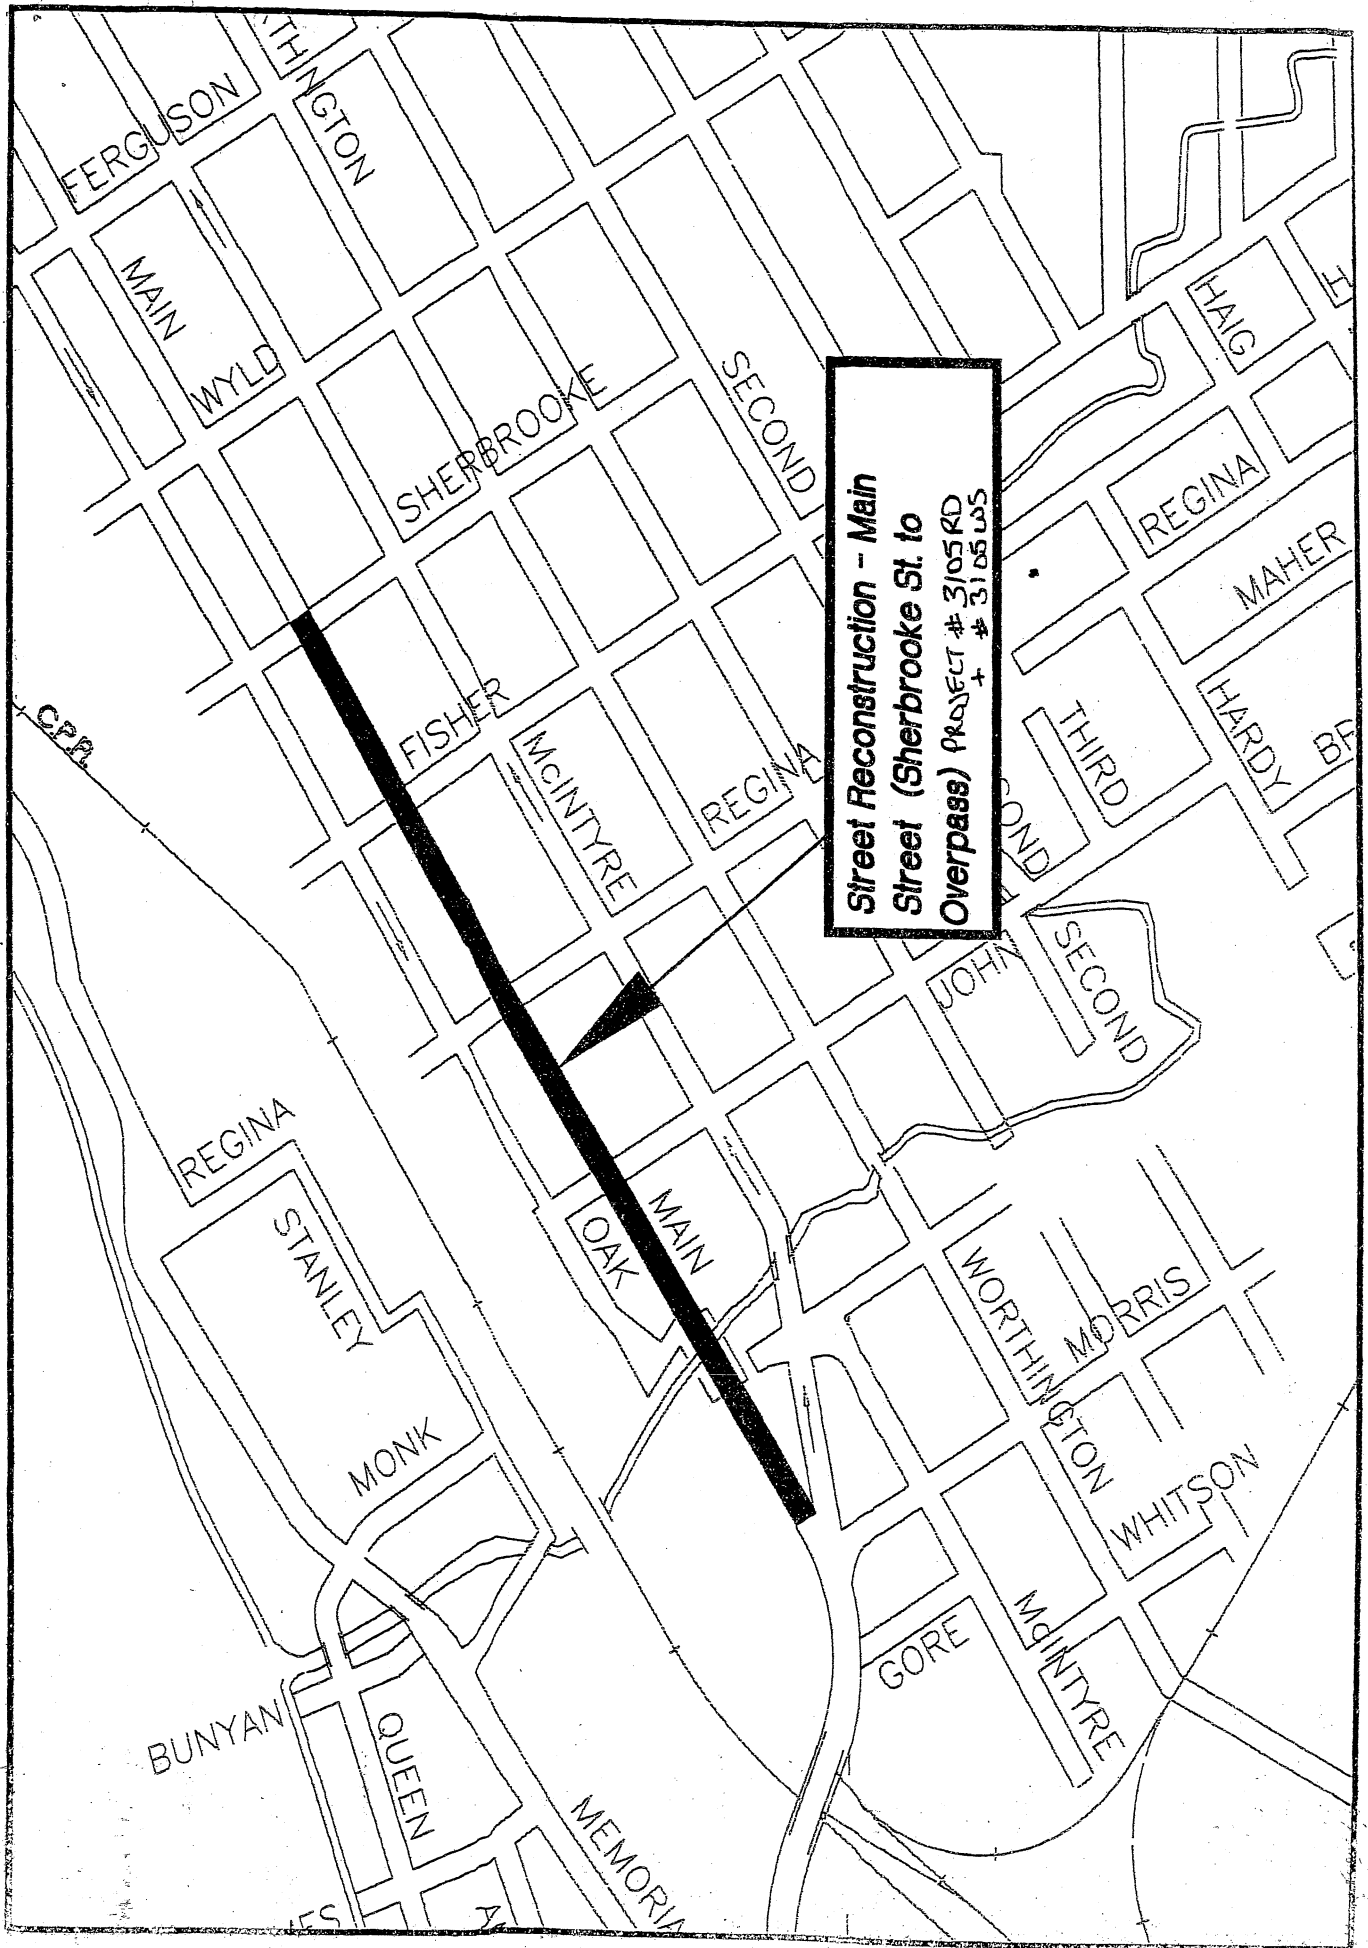 FERGUSON
MAIN
WYLD
SHERBROOKE
SECOND
HAIG
REGINA
MAHER
C.P.R.
FISHER
McINTYRE
REGINA
Street Reconstruction - Main
Street (Sherbrooke St. to
Overpass) PROJECT # 3105RD
+ # 3105WS
THIRD
HARDY
JOHN
SECOND
REGINA
STANLEY
OAK
MAIN
WORTHINGTON
MORRIS
MONK
WHITSON
GORE
McINTYRE
BUNYAN
QUEEN